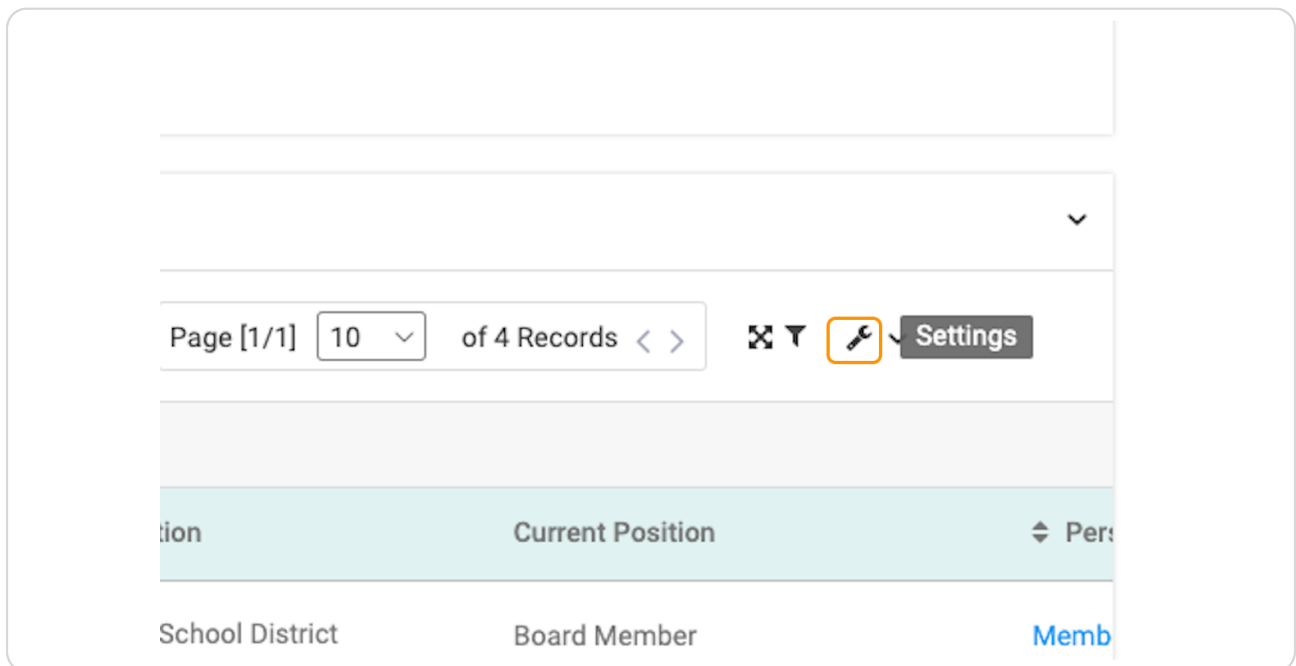 Page [1/1] 10 of 4 Records Settings
tion Current Position Pers
School District Board Member Memb